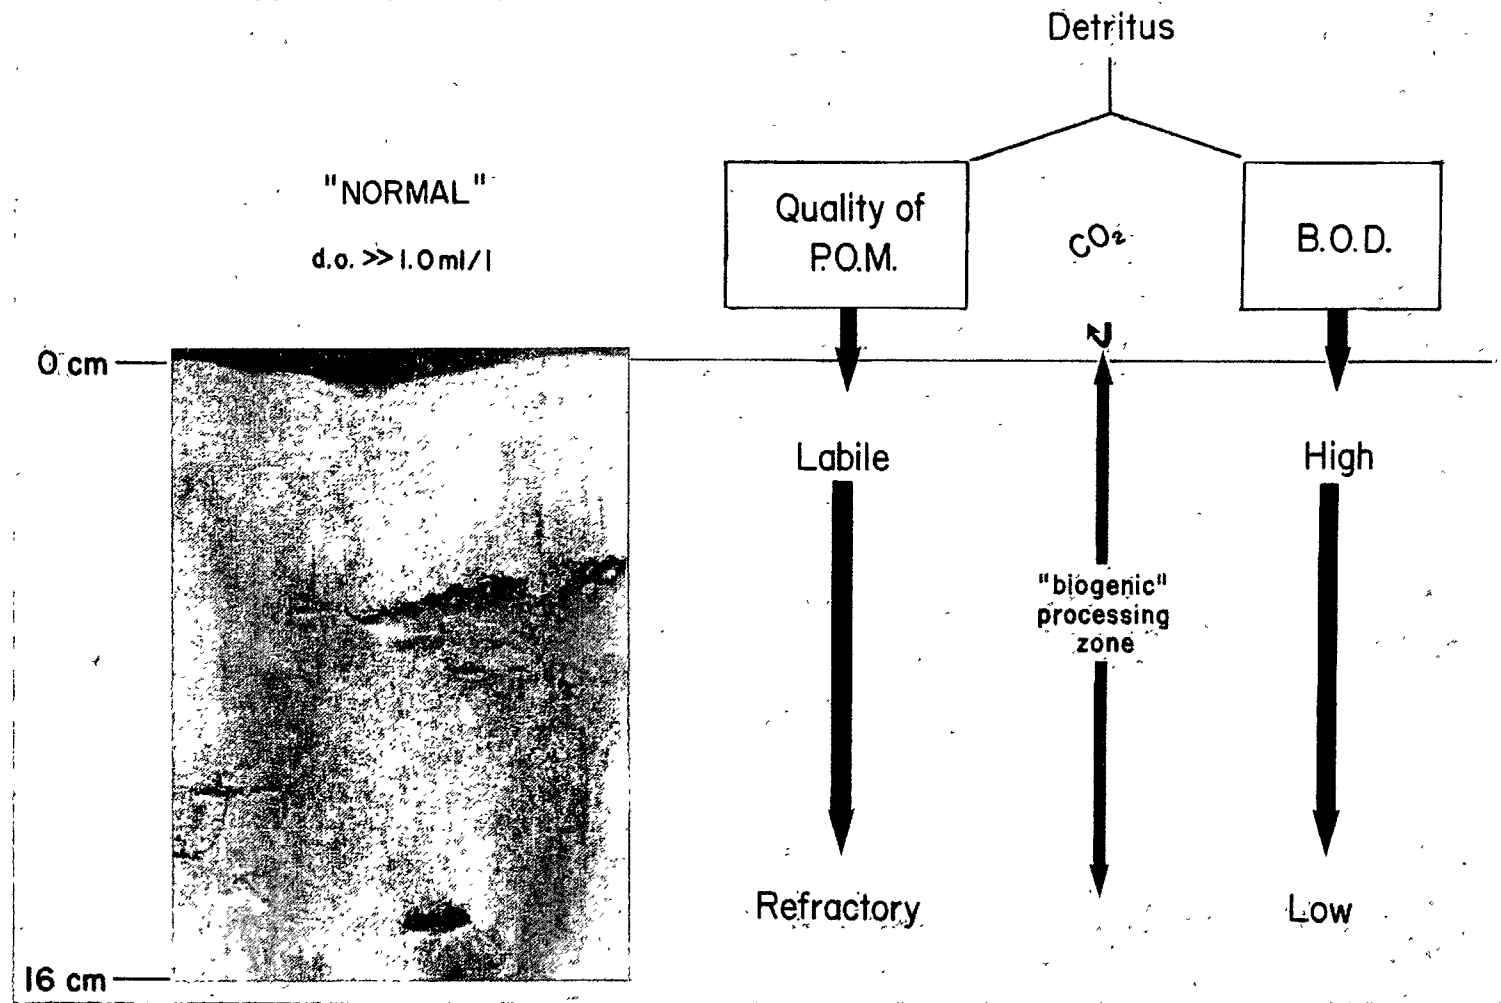 Detritus
"NORMAL"
d.o. >> 1.0 ml/l
Quality of
P.O.M.
CO₂
B.O.D.
0 cm
Labile
High
"biogenic"
processing
zone
Refractory
Low
16 cm